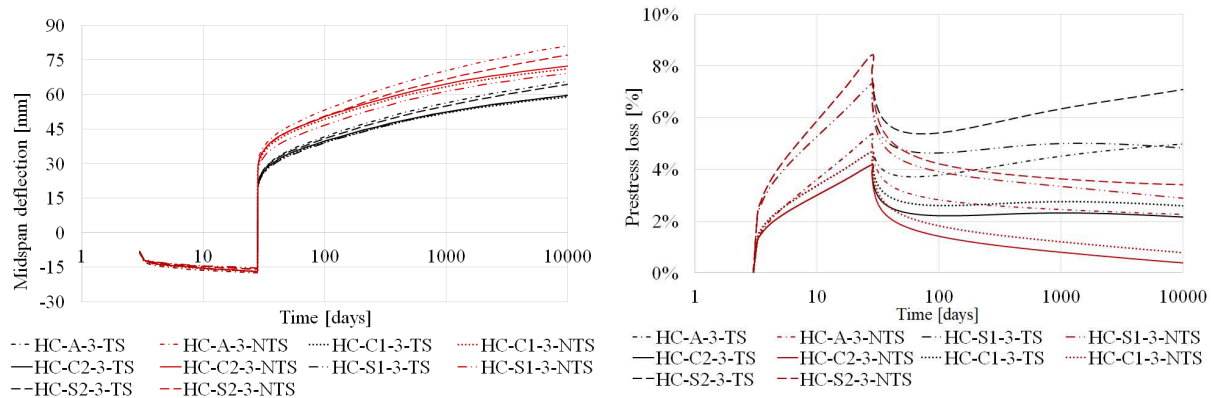 90
75
60
45
30
15
0
-15
-30
Midspan deflection [mm]
1
10
100
1000
10000
Time [days]
HC-A-3-TS
HC-A-3-NTS
HC-C1-3-TS
HC-C1-3-NTS
HC-C2-3-TS
HC-C2-3-NTS
HC-S1-3-TS
HC-S1-3-NTS
HC-S2-3-TS
HC-S2-3-NTS
8%
6%
4%
2%
0%
Prestress loss [%]
1
10
100
1000
10000
Time [days]
HC-A-3-TS
HC-A-3-NTS
HC-S1-3-TS
HC-S1-3-NTS
HC-C2-3-TS
HC-C2-3-NTS
HC-C1-3-TS
HC-C1-3-NTS
HC-S2-3-TS
HC-S2-3-NTS